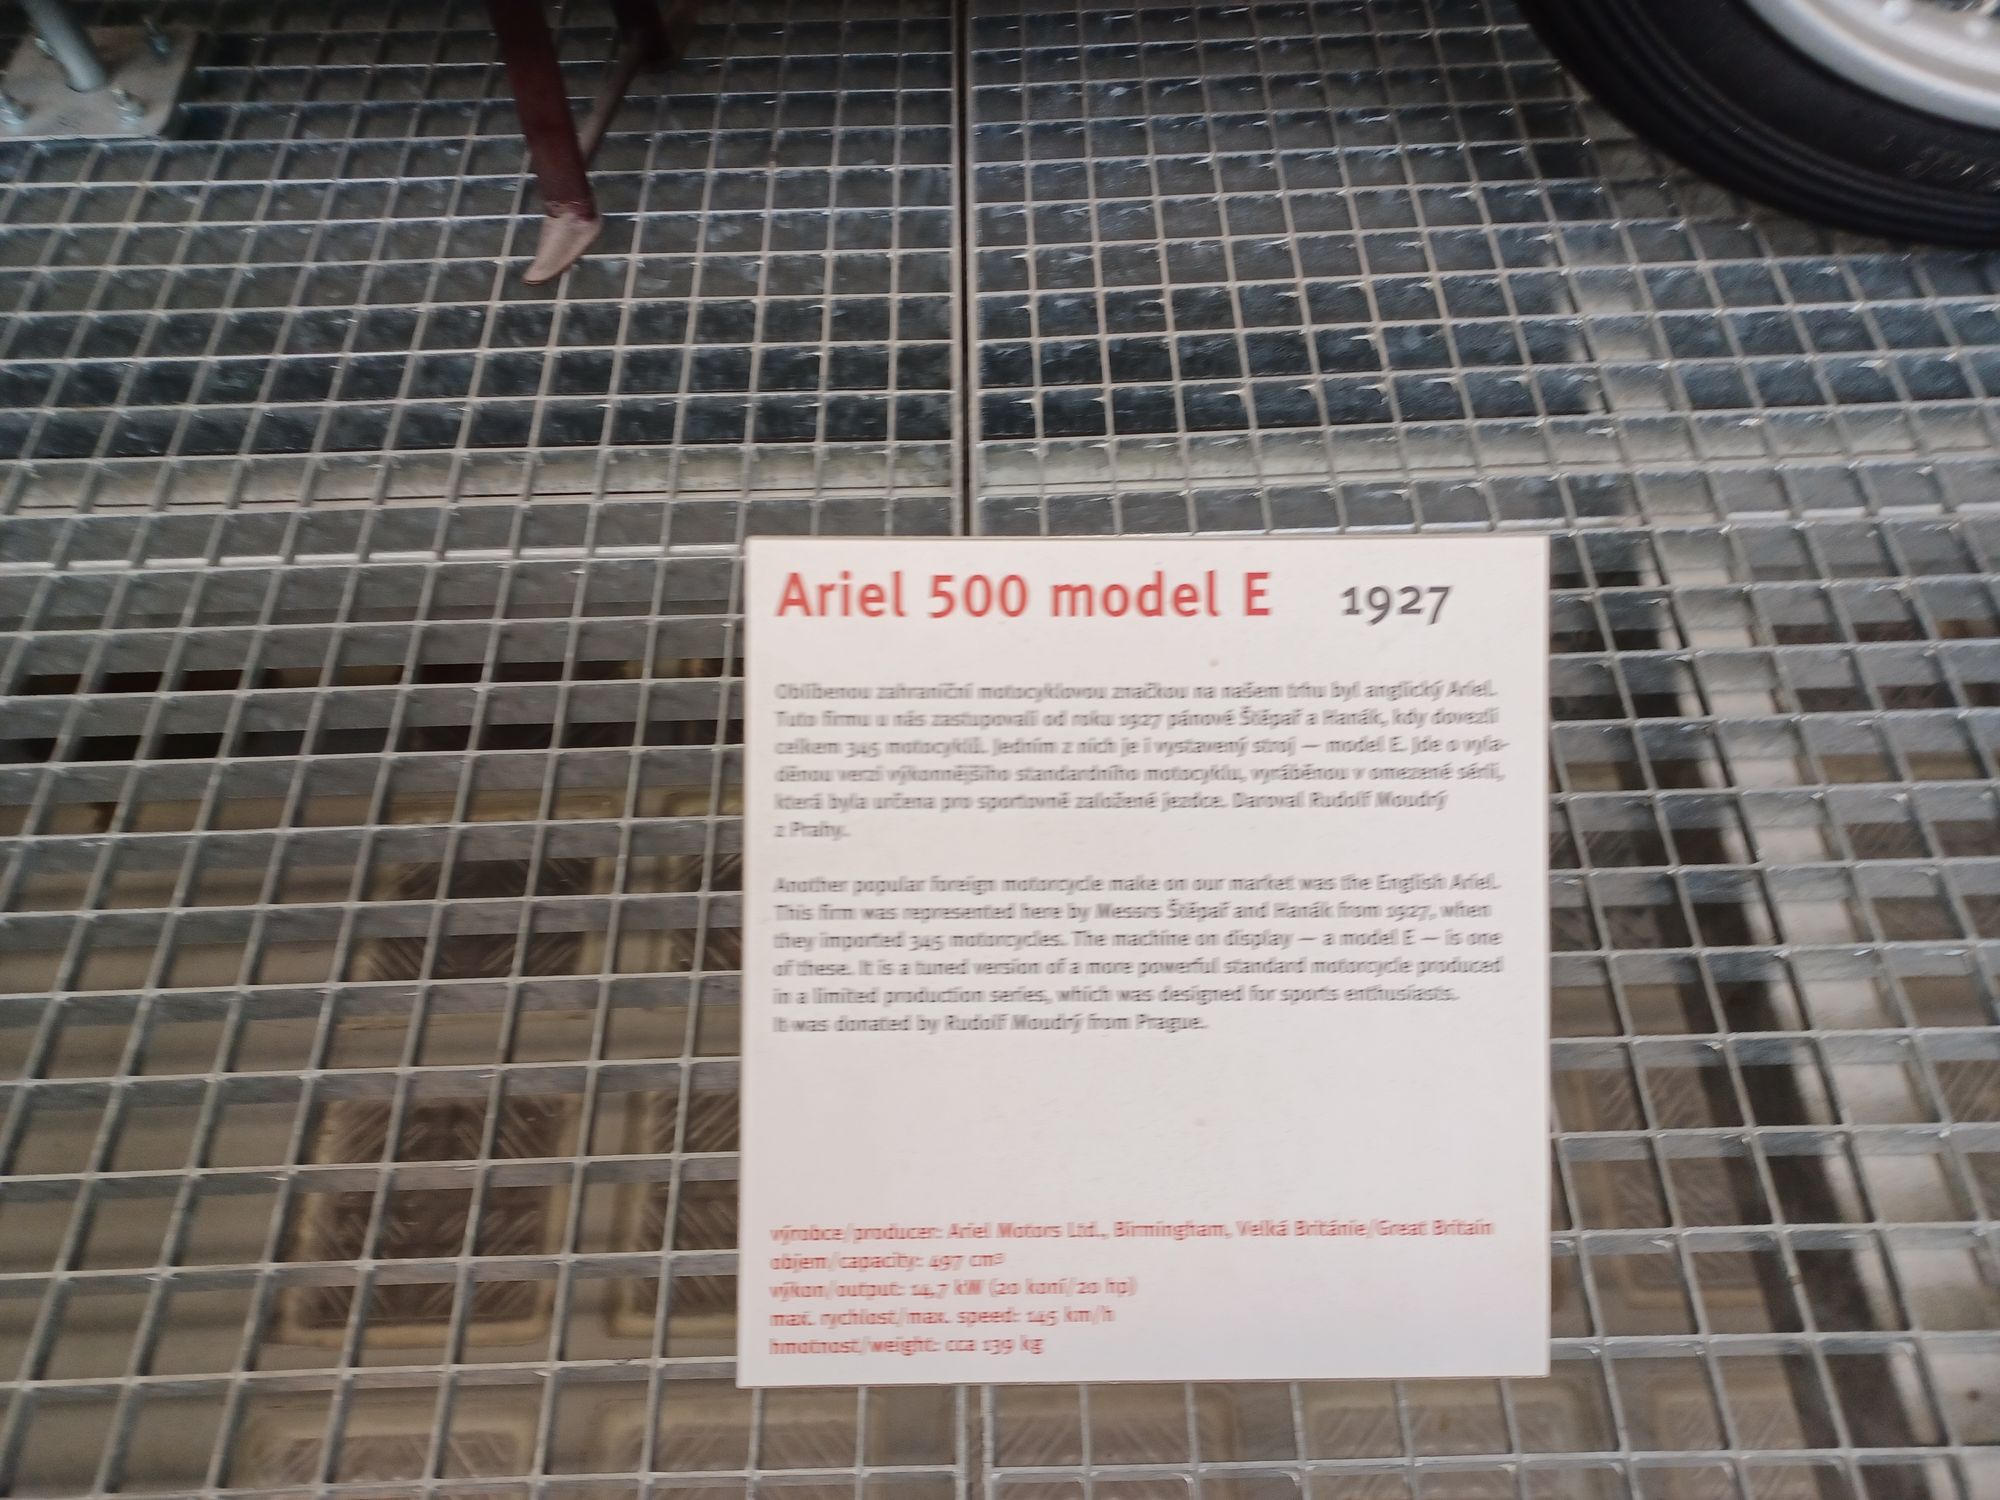 Ariel 500 model E 1927
Oblíbenou zahraniční motocyklovou značkou na našem trhu byl anglický Ariel.
Tuto firmu u nás zastupovali od roku 1927 pánové Štěpař a Hanák, kdy dovezli
celkem 345 motocyklů. Jedním z nich je i vystavený stroj — model E. Jde o vyla-
děnou verzi výkonnějšího standardního motocyklu, vyráběnou v omezené sérii,
která byla určena pro sportovně založené jezdce. Daroval Rudolf Moudrý
z Prahy.
Another popular foreign motorcycle make on our market was the English Ariel.
This firm was represented here by Messrs Štěpař and Hanák from 1927, when
they imported 345 motorcycles. The machine on display — a model E — is one
of these. It is a tuned version of a more powerful standard motorcycle produced
in a limited production series, which was designed for sports enthusiasts.
It was donated by Rudolf Moudrý from Prague.
výrobce/producer: Ariel Motors Ltd., Birmingham, Velká Británie/Great Britain
objem/capacity: 497 cm³
výkon/output: 14,7 kW (20 koní/20 hp)
max. rychlost/max. speed: 145 km/h
hmotnost/weight: cca 139 kg